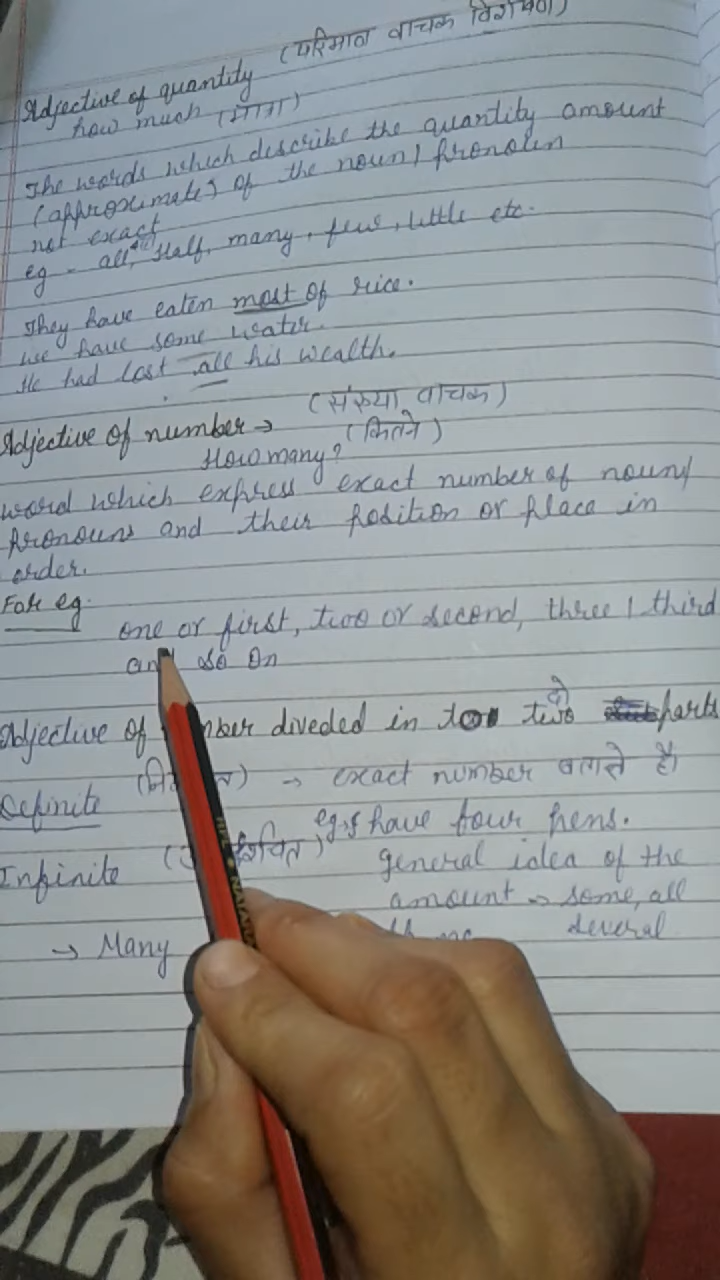 Adjective of quantity (परिमान वाचक विशेषण)
how much (मात्रा)
The words which describe the quantity amount
(approximate) of the noun/pronoun
not exact
eg - all, Half, many, few, little etc.
They have eaten most of rice.
we have some water.
He had lost all his wealth.
Adjective of number → (संख्या वाचक)
How many? (कितने)
word which express exact number of noun/
pronouns and their position or place in
order.
For eg.
one or first, two or second, three / third
and so on
दो
Adjective of number diveded in two parts
Definite → exact number बताते है।
eg. I have four pens.
Infinite general idea of the
amount → some, all
→ Many several